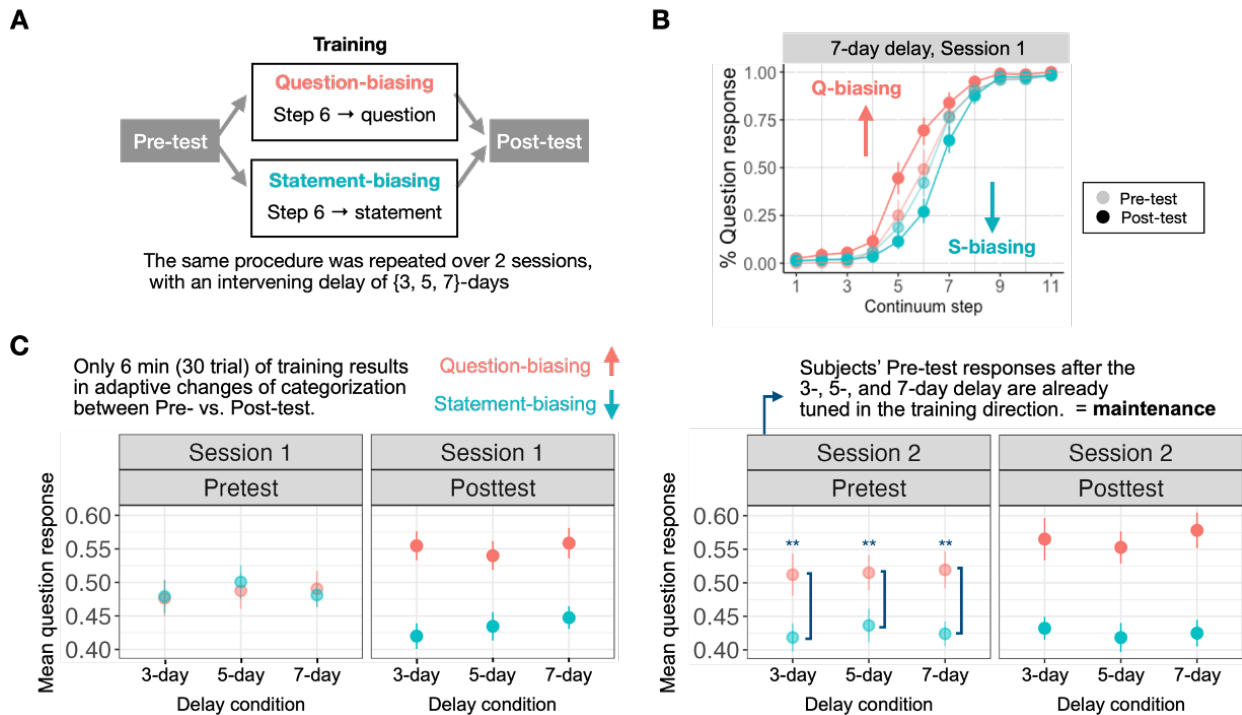 A
Training
Question-biasing
Step 6 → question
Pre-test
Post-test
Statement-biasing
Step 6 → statement
The same procedure was repeated over 2 sessions,
with an intervening delay of {3, 5, 7}-days
B
7-day delay, Session 1
% Question response
1.00
0.75
0.50
0.25
0.00
Q-biasing
S-biasing
1 3 5 7 9 11
Continuum step
Pre-test
Post-test
C
Only 6 min (30 trial) of training results
in adaptive changes of categorization
between Pre- vs. Post-test.
Question-biasing
Statement-biasing
Subjects' Pre-test responses after the
3-, 5-, and 7-day delay are already
tuned in the training direction. = maintenance
Session 1
Pretest
Session 1
Posttest
Mean question response
0.60
0.55
0.50
0.45
0.40
3-day 5-day 7-day
3-day 5-day 7-day
Delay condition
Delay condition
Session 2
Pretest
Session 2
Posttest
Mean question response
0.60
0.55
0.50
0.45
0.40
** ** **
3-day 5-day 7-day
3-day 5-day 7-day
Delay condition
Delay condition